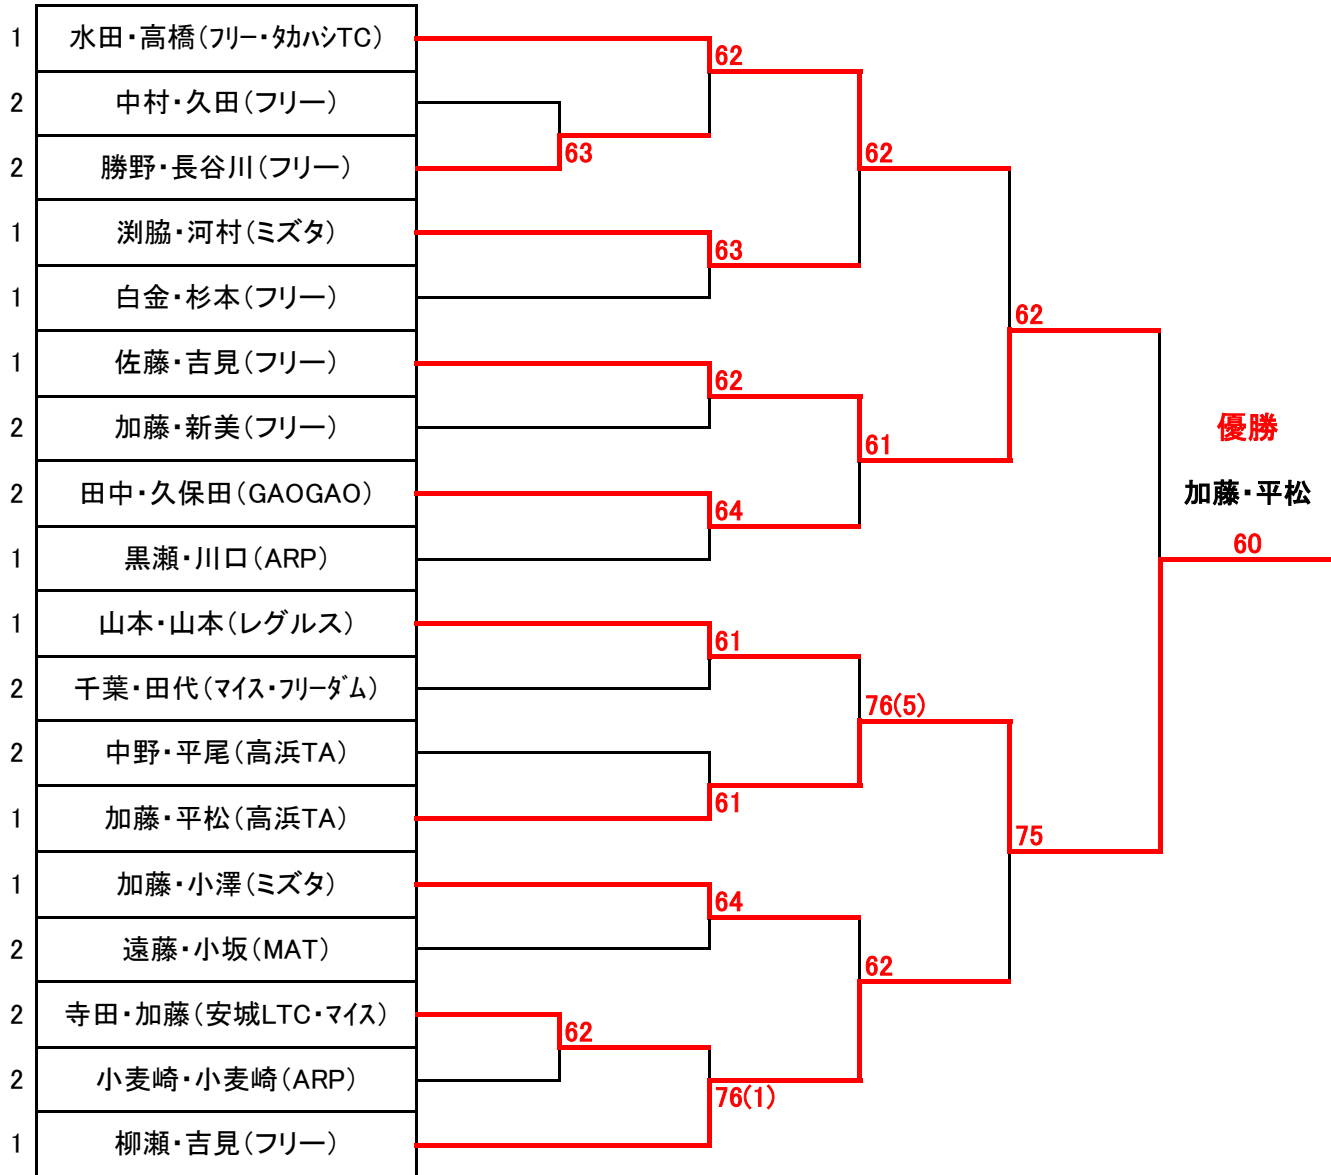 1 水田・高橋(フリー・タカハシTC)
62
2 中村・久田(フリー)
63
62
2 勝野・長谷川(フリー)
1 渕脇・河村(ミズタ)
63
1 白金・杉本(フリー)
62
1 佐藤・吉見(フリー)
62
2 加藤・新美(フリー)
61
優勝
2 田中・久保田(GAOGAO)
加藤・平松
64
60
1 黒瀬・川口(ARP)
1 山本・山本(レグルス)
61
2 千葉・田代(マイス・フリーダム)
76(5)
2 中野・平尾(高浜TA)
61
1 加藤・平松(高浜TA)
75
1 加藤・小澤(ミズタ)
64
2 遠藤・小坂(MAT)
62
2 寺田・加藤(安城LTC・マイス)
62
2 小麦崎・小麦崎(ARP)
76(1)
1 柳瀬・吉見(フリー)